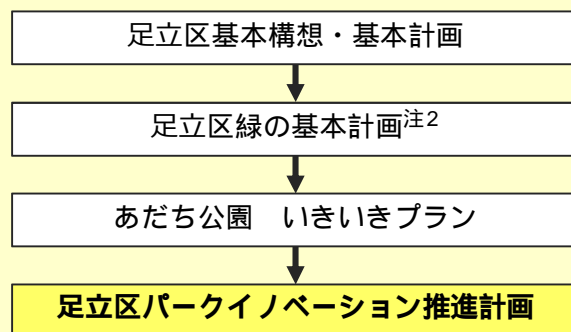 足立区基本構想・基本計画
足立区緑の基本計画注2
あだち公園　いきいきプラン
足立区パークイノベーション推進計画